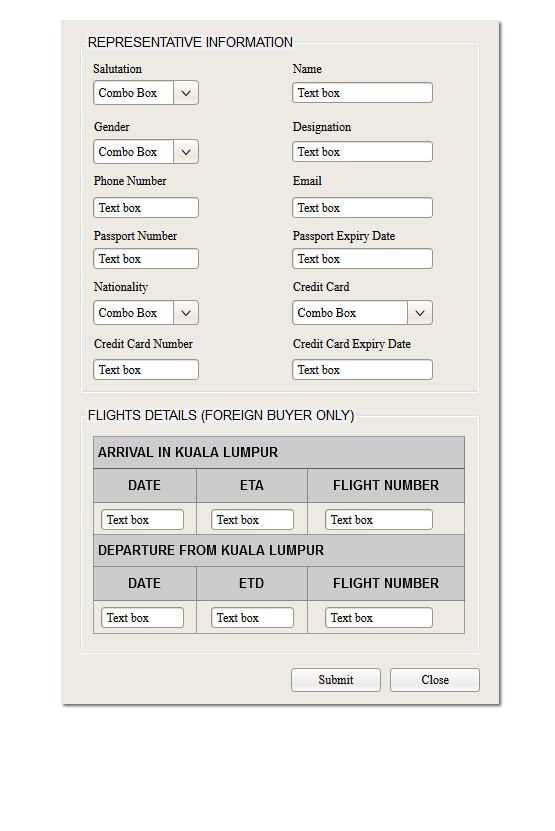 REPRESENTATIVE INFORMATION
Salutation Name
Combo Box Text box
Gender Designation
Combo Box Text box
Phone Number Email
Text box Text box
Passport Number Passport Expiry Date
Text box Text box
Nationality Credit Card
Combo Box Combo Box
Credit Card Number Credit Card Expiry Date
Text box Text box
FLIGHTS DETAILS (FOREIGN BUYER ONLY)
ARRIVAL IN KUALA LUMPUR
DATE ETA FLIGHT NUMBER
Text box Text box Text box
DEPARTURE FROM KUALA LUMPUR
DATE ETD FLIGHT NUMBER
Text box Text box Text box
Submit Close